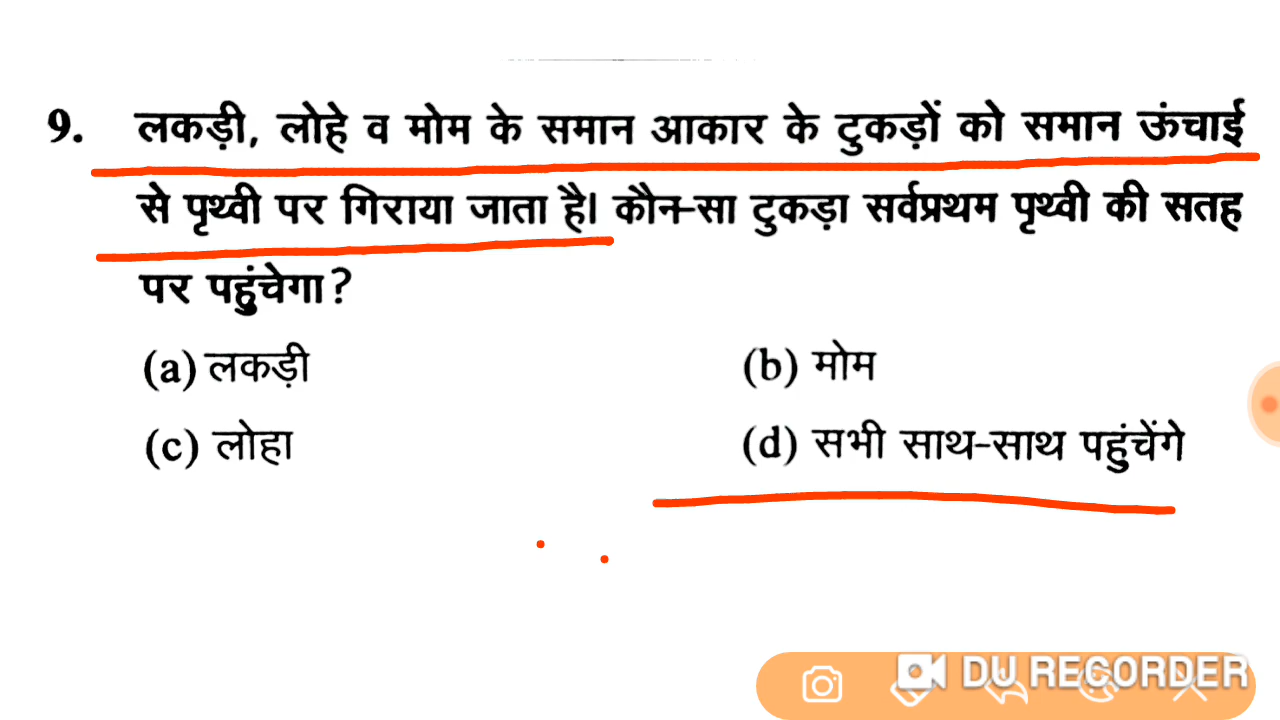 9. लकड़ी, लोहे व मोम के समान आकार के टुकड़ों को समान ऊंचाई
से पृथ्वी पर गिराया जाता है। कौन-सा टुकड़ा सर्वप्रथम पृथ्वी की सतह
पर पहुंचेगा?
(a) लकड़ी (b) मोम
(c) लोहा (d) सभी साथ-साथ पहुंचेंगे
DU RECORDER